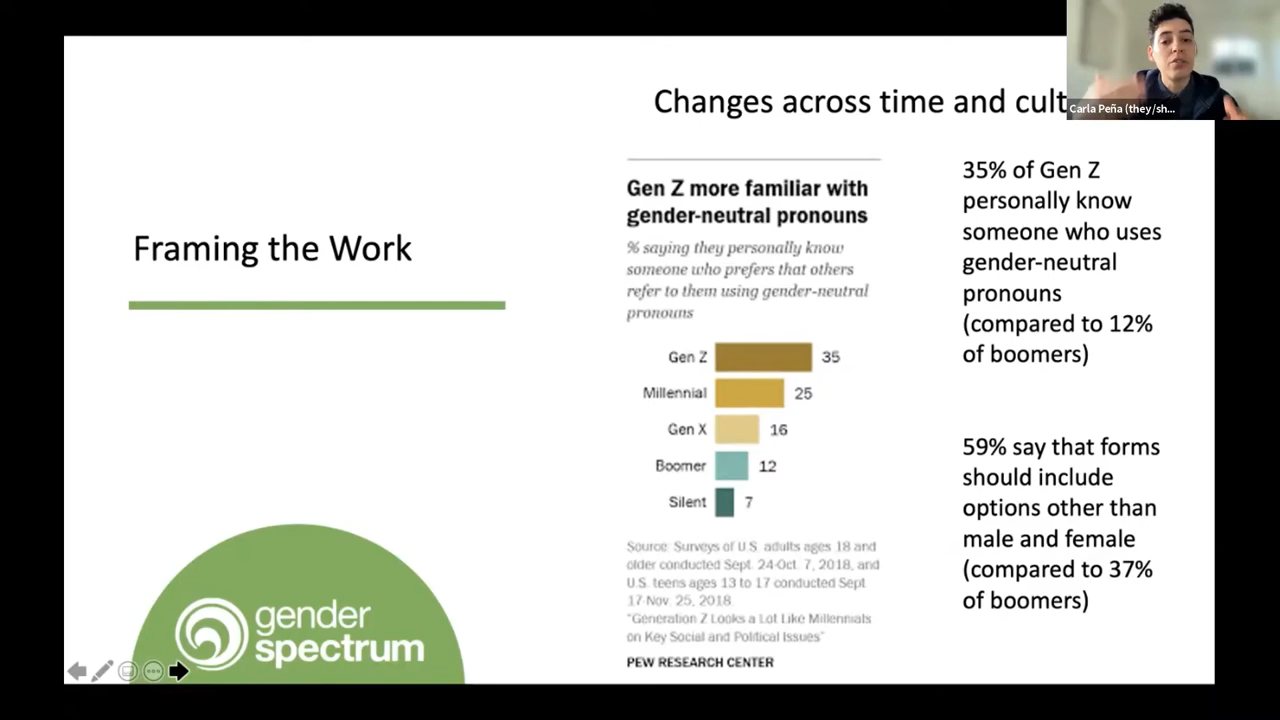 Changes across time and cult
Carla Peña (they/sh...
Framing the Work
Gen Z more familiar with
gender-neutral pronouns
% saying they personally know
someone who prefers that others
refer to them using gender-neutral
pronouns
Gen Z 35
Millennial 25
Gen X 16
Boomer 12
Silent 7
Source: Surveys of U.S. adults ages 18 and
older conducted Sept. 24-Oct. 7, 2018, and
U.S. teens ages 13 to 17 conducted Sept
17-Nov. 25, 2018.
"Generation Z Looks a Lot Like Millennials
on Key Social and Political Issues"
PEW RESEARCH CENTER
35% of Gen Z
personally know
someone who uses
gender-neutral
pronouns
(compared to 12%
of boomers)
59% say that forms
should include
options other than
male and female
(compared to 37%
of boomers)
gender
spectrum